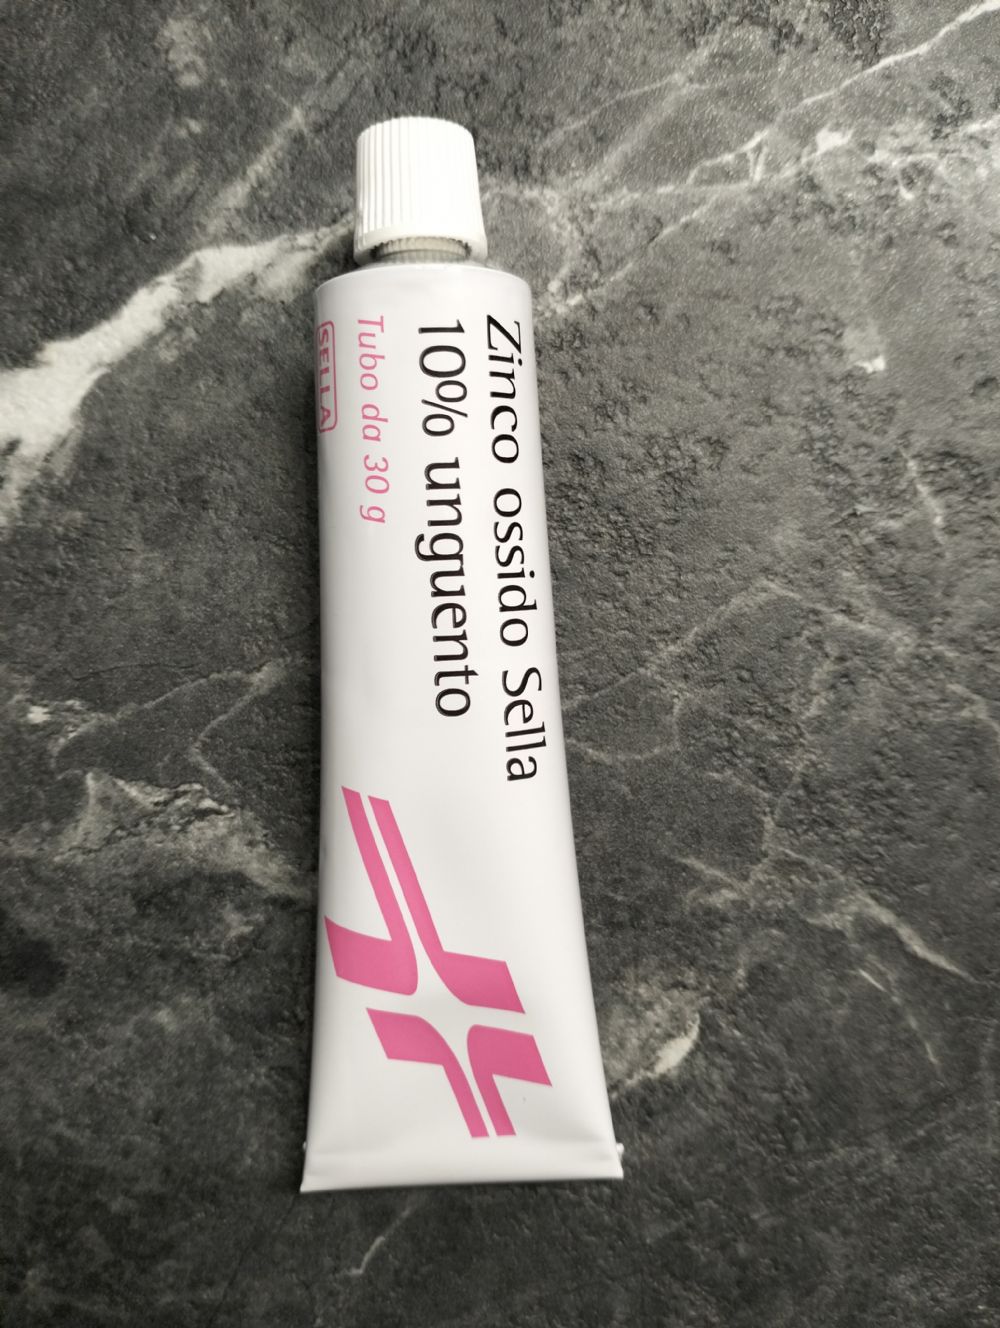 Zinco ossido Sella
10% unguento
Tubo da 30 g
SELLA